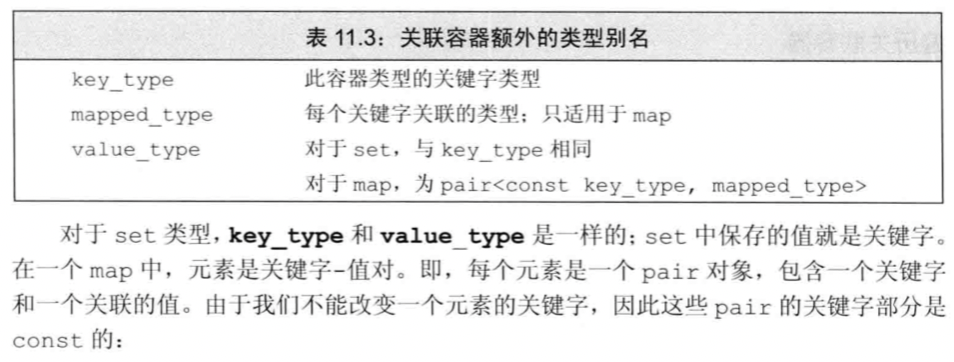 表 11.3：关联容器额外的类型别名
key_type 此容器类型的关键字类型
mapped_type 每个关键字关联的类型；只适用于 map
value_type 对于 set，与 key_type 相同
对于 map，为 pair<const key_type, mapped_type>
对于 set 类型，key_type 和 value_type 是一样的；set 中保存的值就是关键字。
在一个 map 中，元素是关键字-值对。即，每个元素是一个 pair 对象，包含一个关键字
和一个关联的值。由于我们不能改变一个元素的关键字，因此这些 pair 的关键字部分是
const 的：